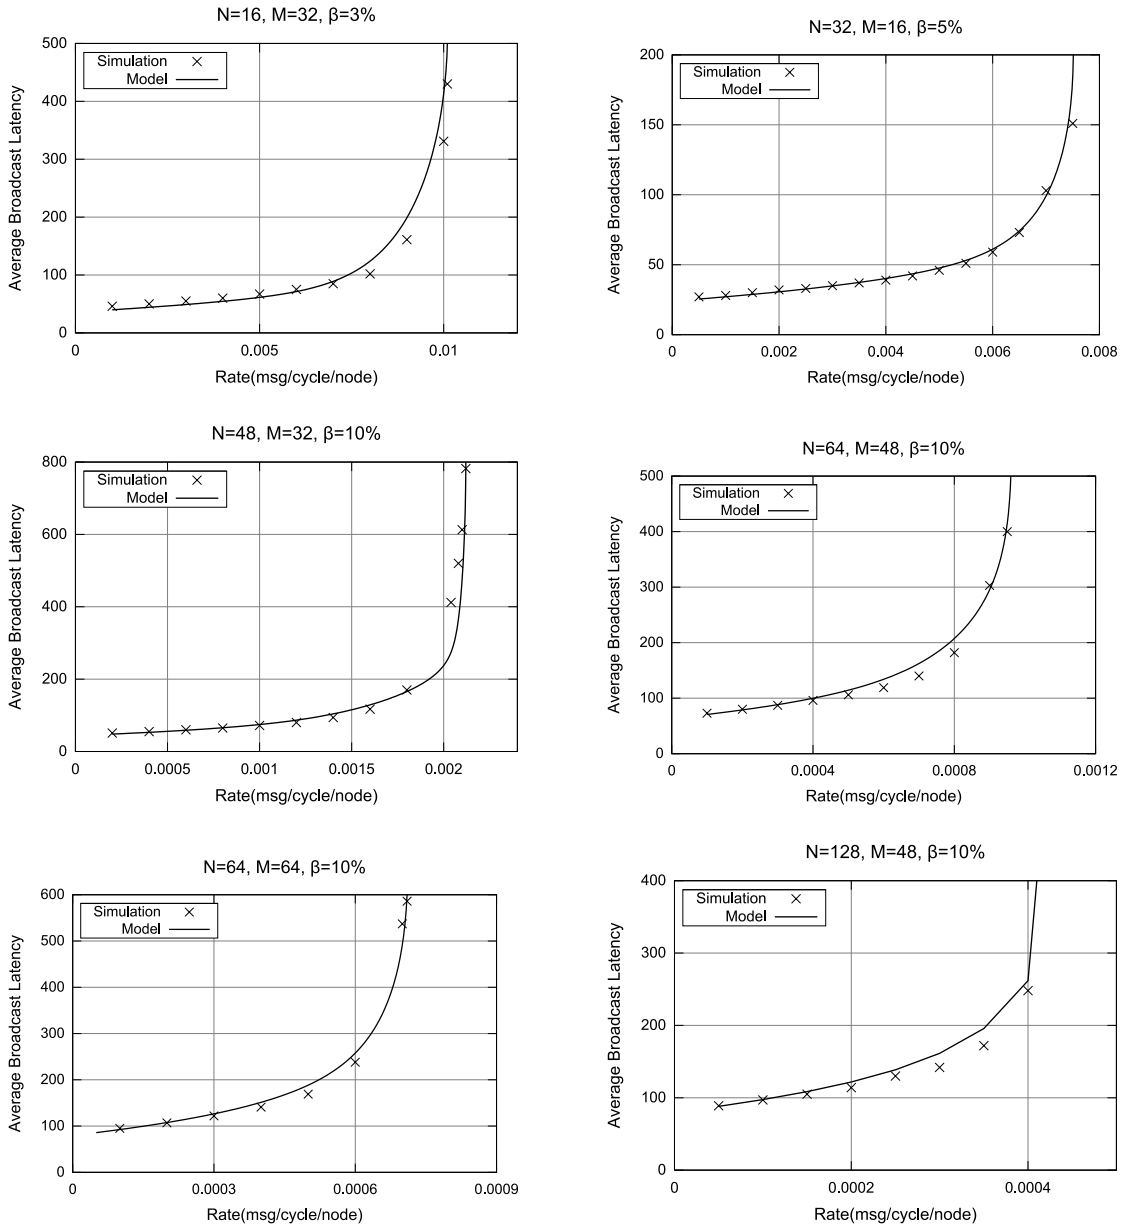 N=16, M=32, β=3%
500
400
300
200
100
0
Simulation
Model
Average Broadcast Latency
0
0.005
0.01
Rate(msg/cycle/node)
N=32, M=16, β=5%
200
150
100
50
0
Simulation
Model
Average Broadcast Latency
0
0.002
0.004
0.006
0.008
Rate(msg/cycle/node)
N=48, M=32, β=10%
800
600
400
200
0
Simulation
Model
Average Broadcast Latency
0
0.0005
0.001
0.0015
0.002
Rate(msg/cycle/node)
N=64, M=48, β=10%
500
400
300
200
100
0
Simulation
Model
Average Broadcast Latency
0
0.0004
0.0008
0.0012
Rate(msg/cycle/node)
N=64, M=64, β=10%
600
500
400
300
200
100
0
Simulation
Model
Average Broadcast Latency
0
0.0003
0.0006
0.0009
Rate(msg/cycle/node)
N=128, M=48, β=10%
400
300
200
100
0
Simulation
Model
Average Broadcast Latency
0
0.0002
0.0004
Rate(msg/cycle/node)